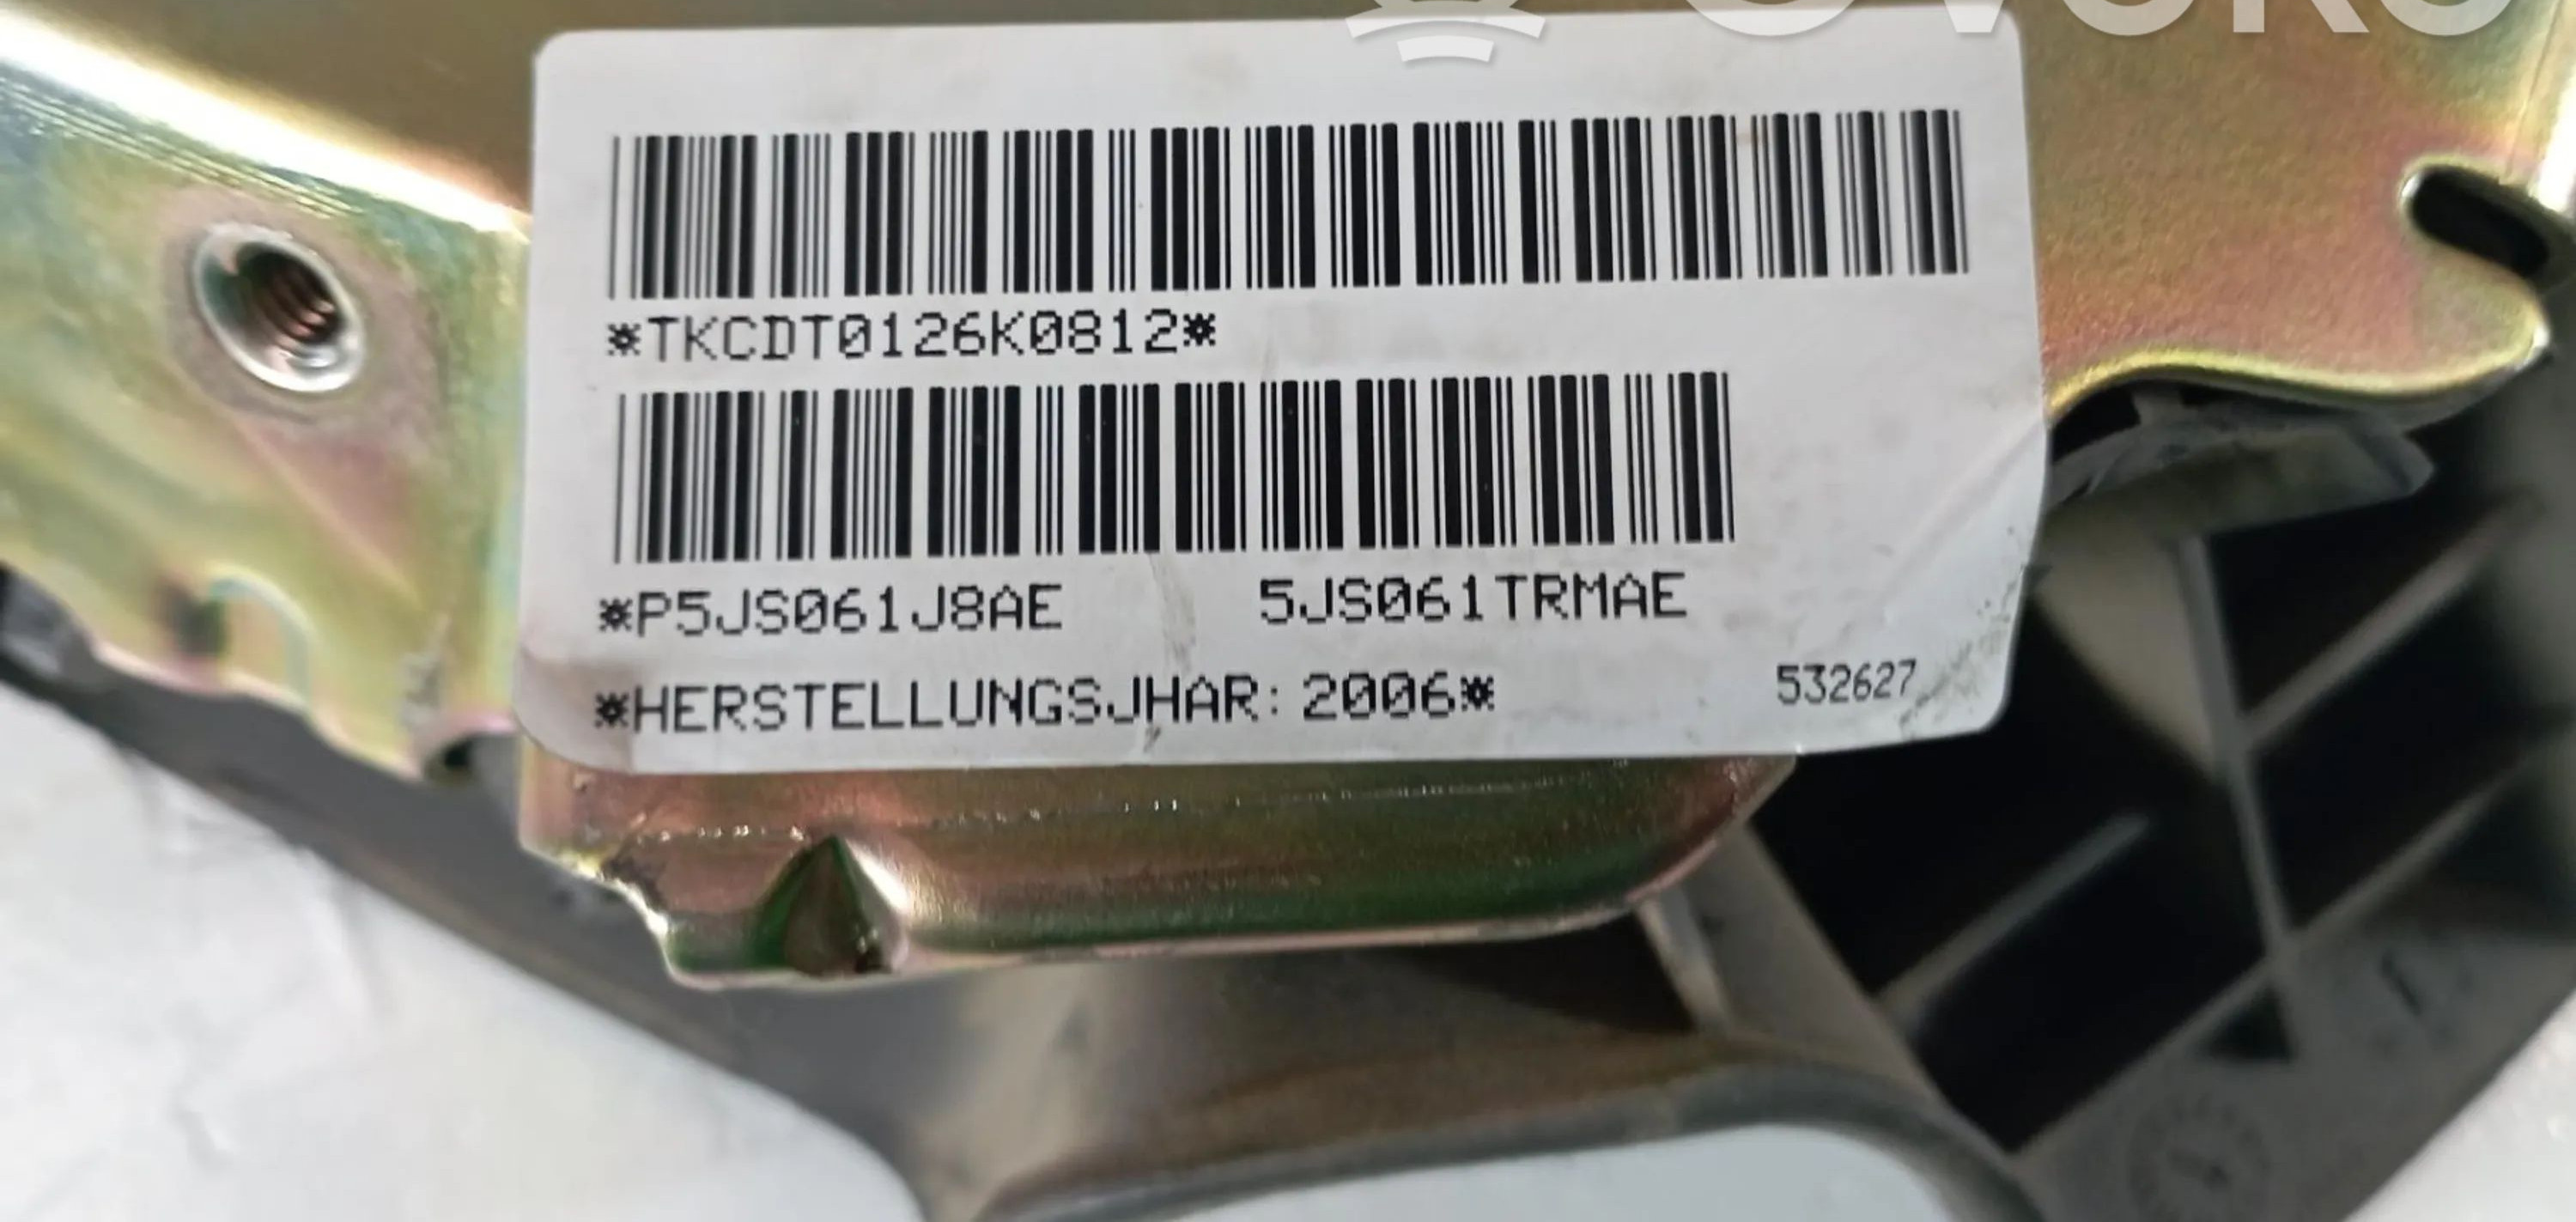 *TKCDT0126K0812*
*P5JS061J8AE 5JS061TRMAE
*HERSTELLUNGSJHAR: 2006*
532627